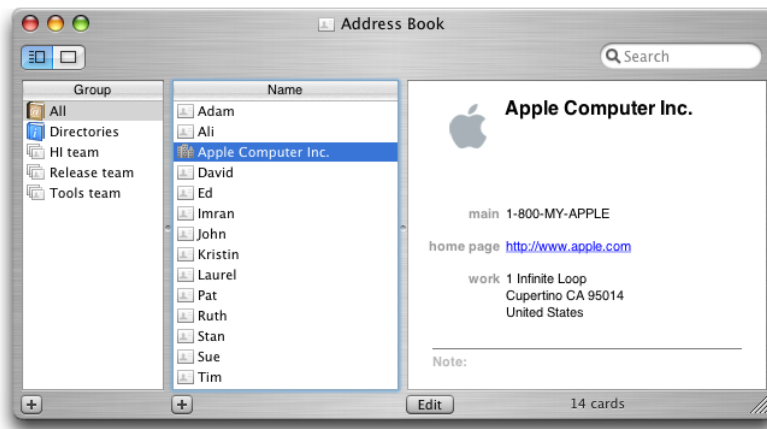 Address Book
Search
Group
All
Directories
HI team
Release team
Tools team
Name
Adam
Ali
Apple Computer Inc.
David
Ed
Imran
John
Kristin
Laurel
Pat
Ruth
Stan
Sue
Tim
Apple Computer Inc.
main 1-800-MY-APPLE
home page http://www.apple.com
work 1 Infinite Loop
Cupertino CA 95014
United States
Note:
Edit
14 cards